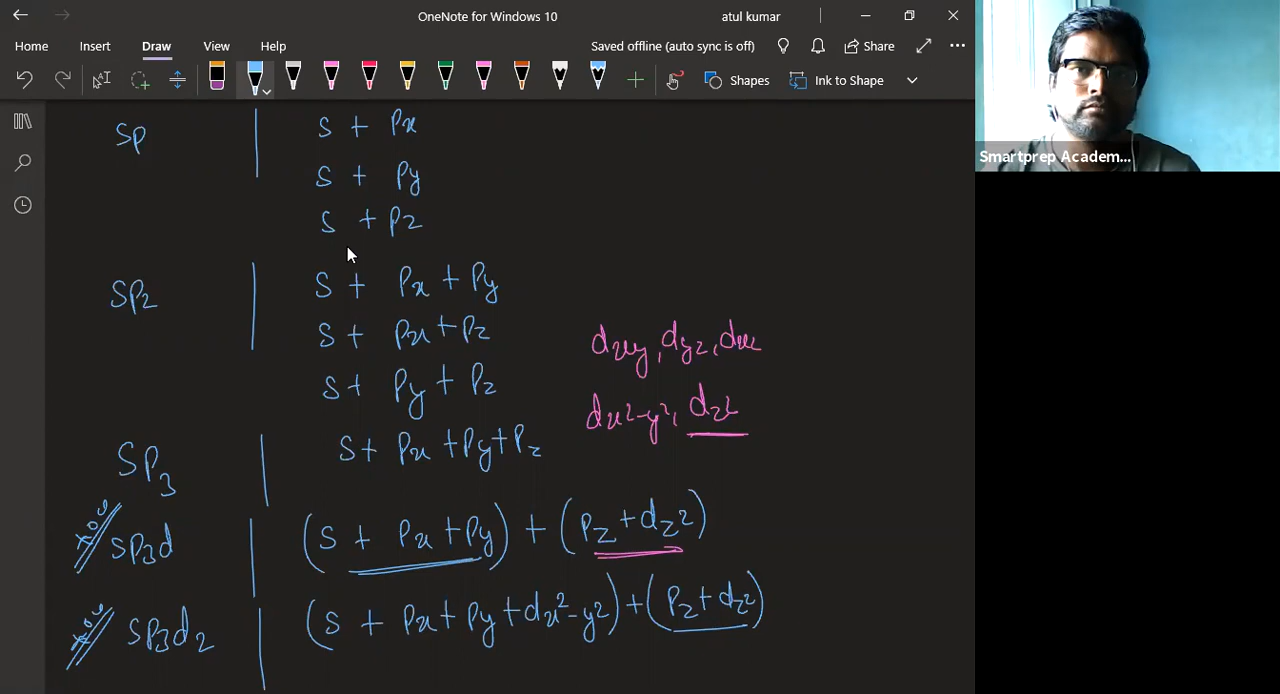 OneNote for Windows 10
atul kumar
Home Insert Draw View Help
Saved offline (auto sync is off)
Share
Shapes
Ink to Shape
Smartprep Academ...
sp | s + Px
s + Py
s + Pz
sp2 | s + Px + Py
s + Px + Pz
s + Py + Pz
dxy, dyz, dxz
dx²-y², dz²
sp3 | s + Px + Py + Pz
sp3d | (s + Px + Py) + (Pz + dz²)
sp3d2 | (s + Px + Py + dx²-y²) + (Pz + dz²)